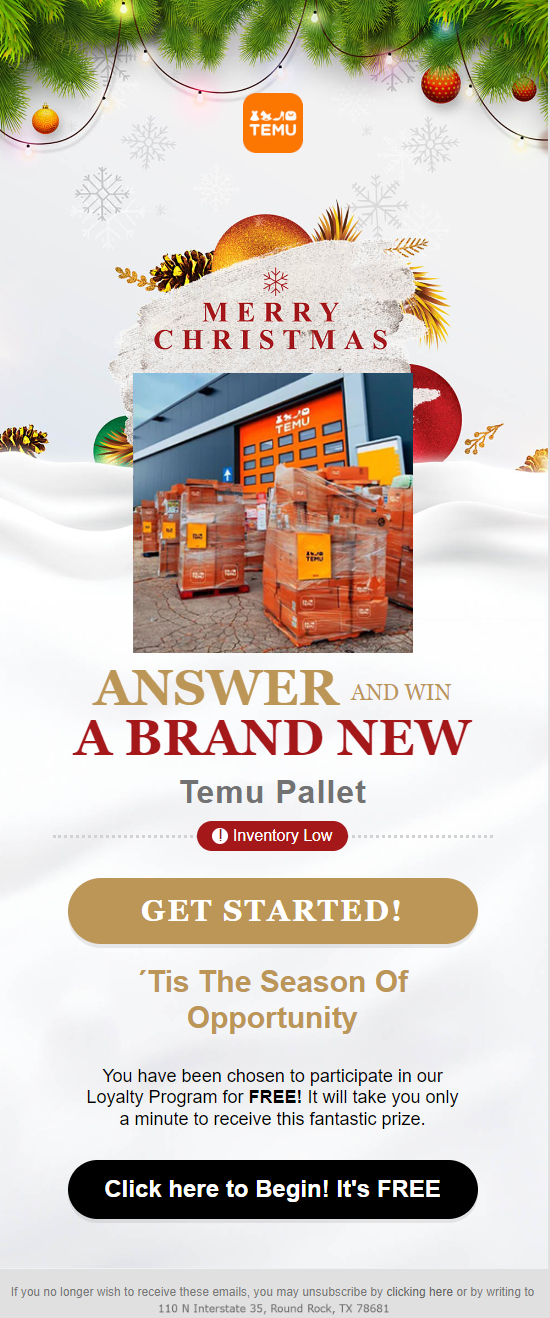 TEMU
MERRY
CHRISTMAS
TEMU
TEMU
TEMU
ANSWER AND WIN
A BRAND NEW
Temu Pallet
! Inventory Low
GET STARTED!
´Tis The Season Of
Opportunity
You have been chosen to participate in our
Loyalty Program for FREE! It will take you only
a minute to receive this fantastic prize.
Click here to Begin! It's FREE
If you no longer wish to receive these emails, you may unsubscribe by clicking here or by writing to
110 N Interstate 35, Round Rock, TX 78681